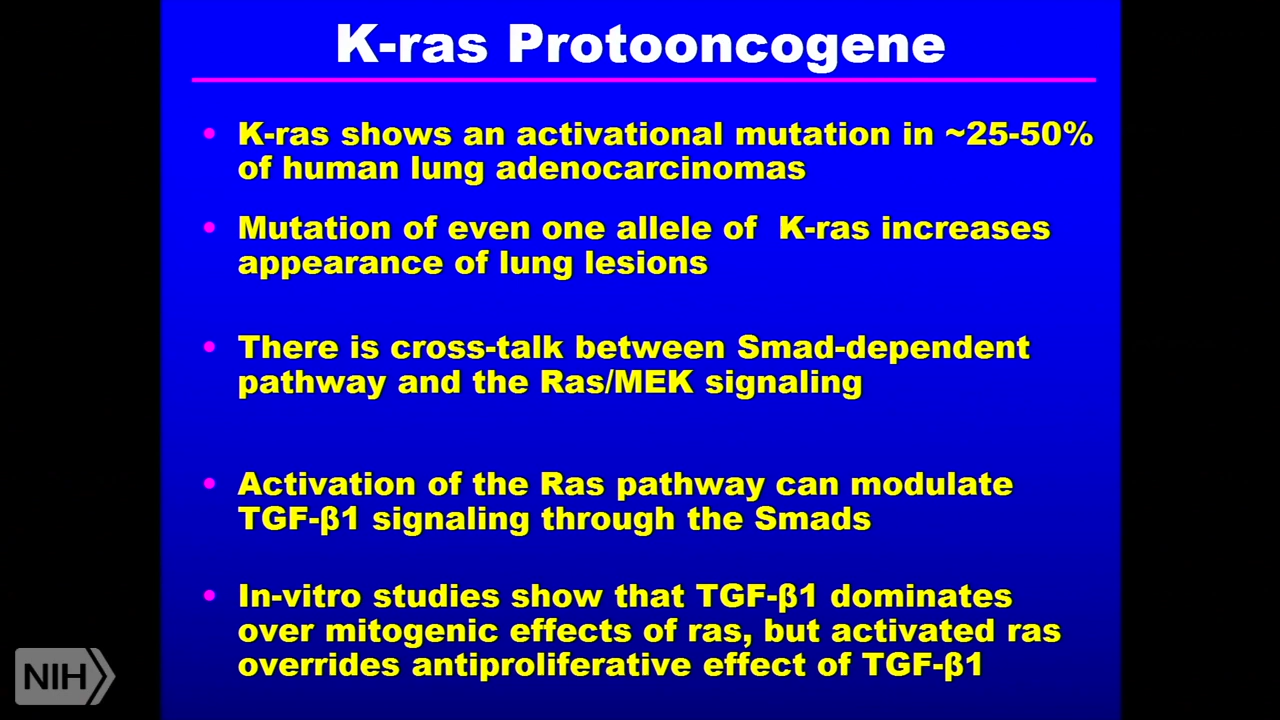 K-ras Protooncogene
• K-ras shows an activational mutation in ~25-50%
of human lung adenocarcinomas
• Mutation of even one allele of K-ras increases
appearance of lung lesions
• There is cross-talk between Smad-dependent
pathway and the Ras/MEK signaling
• Activation of the Ras pathway can modulate
TGF-β1 signaling through the Smads
• In-vitro studies show that TGF-β1 dominates
over mitogenic effects of ras, but activated ras
overrides antiproliferative effect of TGF-β1
NIH